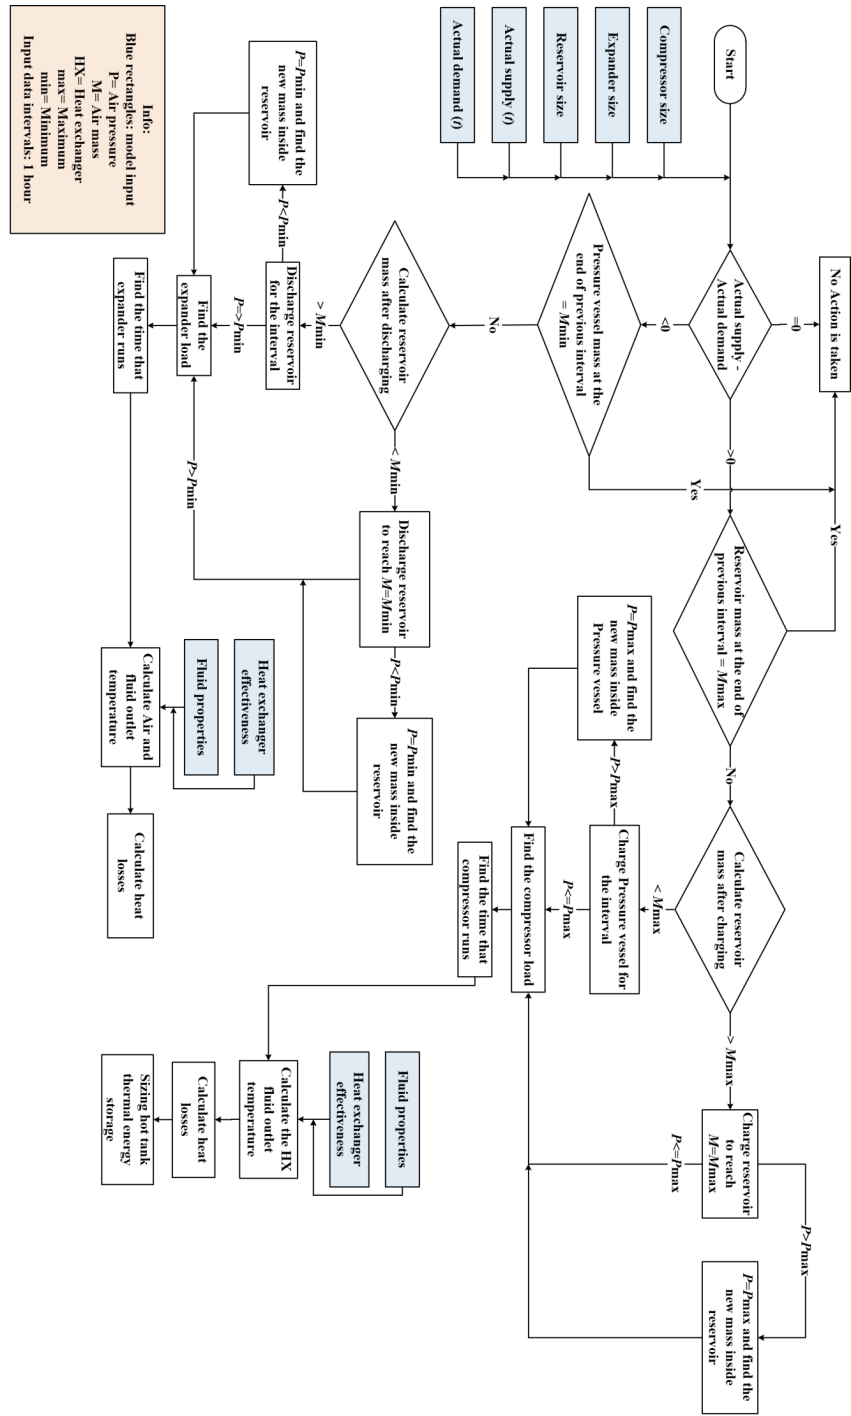 Start
Compressor size
Expander size
Reservoir size
Actual supply (t)
Actual demand (t)
No Action is taken
=0
Actual supply -
Actual demand
<0
>0
Yes
Yes
Pressure vessel mass at the
end of previous interval
= Mmin
No
Calculate reservoir
mass after discharging
> Mmin
< Mmin
Discharge reservoir
for the interval
P<Pmin
P=Pmin and find the
new mass inside
reservoir
P=>Pmin
Find the
expander load
Find the time that
expander runs
Discharge reservoir
to reach M=Mmin
P>Pmin
P<Pmin
P=Pmin and find the
new mass inside
reservoir
Heat exchanger
effectiveness
Fluid properties
Calculate Air and
fluid outlet
temperature
Calculate heat
losses
Reservoir mass at the end of
previous interval = Mmax
No
Calculate reservoir
mass after charging
< Mmax
> Mmax
Charge Pressure vessel for
the interval
P>Pmax
P=Pmax and find the
new mass inside
Pressure vessel
P<=Pmax
Find the compressor load
Find the time that
compressor runs
Charge reservoir
to reach
M=Mmax
P<=Pmax
P>Pmax
P=Pmax and find the
new mass inside
reservoir
Fluid properties
Heat exchanger
effectiveness
Calculate the HX
fluid outlet
temperature
Calculate heat
losses
Sizing hot tank
thermal energy
storage
Info:
Blue rectangles: model input
P= Air pressure
M= Air mass
HX= Heat exchanger
max= Maximum
min= Minimum
Input data intervals: 1 hour